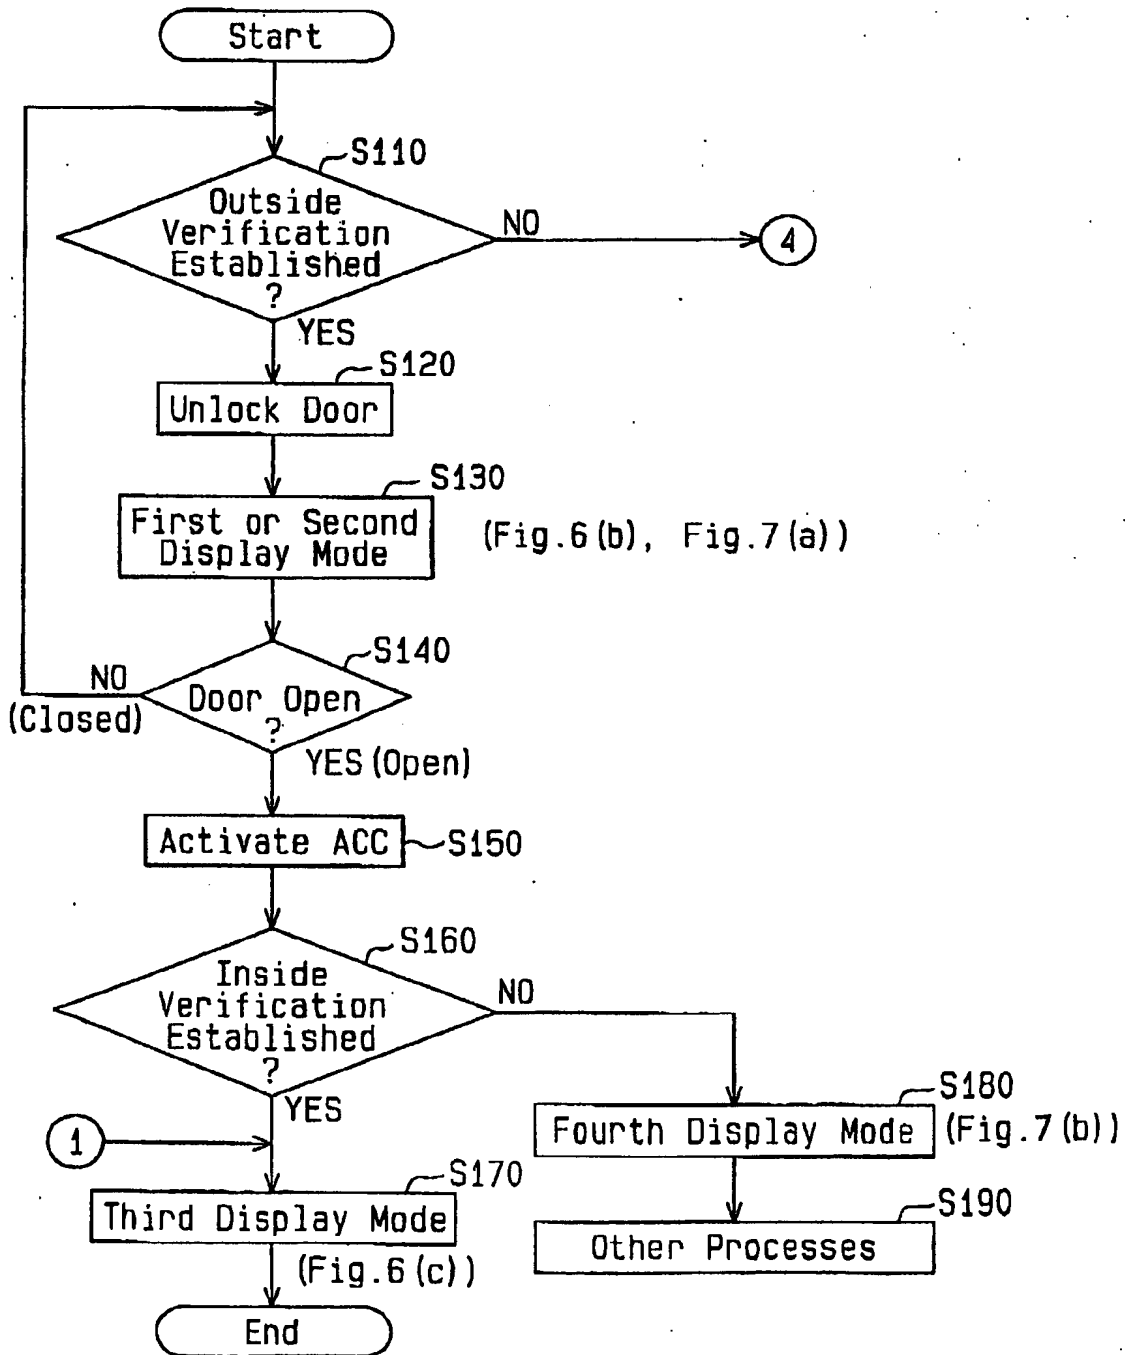 Start
S110
Outside
Verification
Established
?
NO
4
YES
S120
Unlock Door
S130
First or Second
Display Mode
(Fig.6(b), Fig.7(a))
S140
NO
(Closed)
Door Open
?
YES(Open)
Activate ACC
S150
S160
Inside
Verification
Established
?
NO
YES
1
S180
Fourth Display Mode
(Fig.7(b))
S170
Third Display Mode
(Fig.6(c))
S190
Other Processes
End